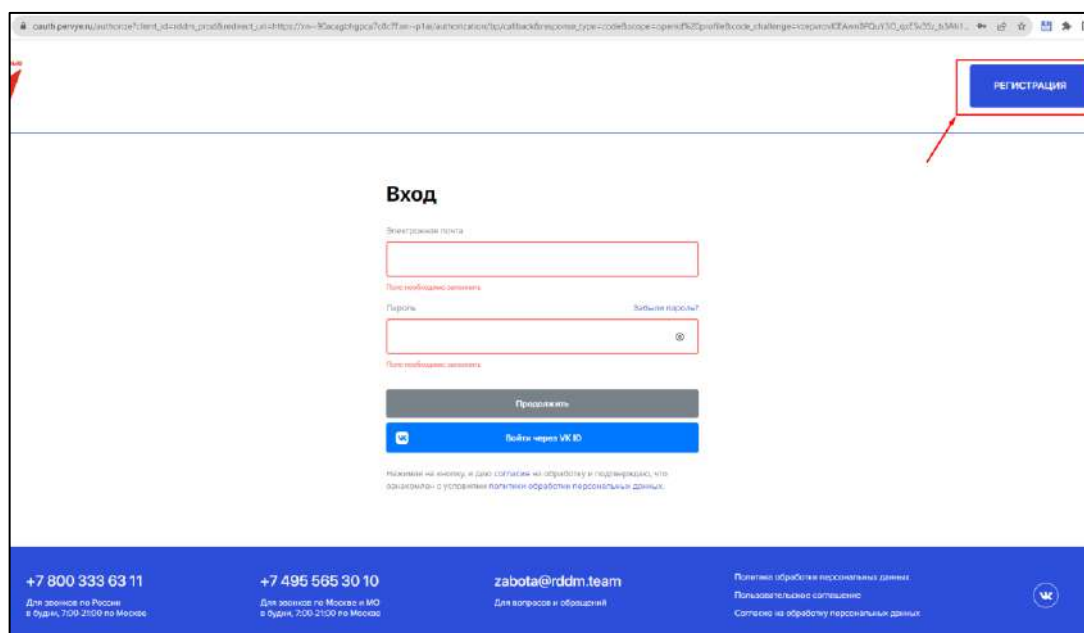 РЕГИСТРАЦИЯ
Вход
Электронная почта
Поле необходимо заполнить
Пароль
Забыли пароль?
Поле необходимо заполнить
Продолжить
Войти через VK ID
Нажимая на кнопку, я даю согласие на обработку и подтверждаю, что
ознакомлен с условиями политики обработки персональных данных.
+7 800 333 63 11
Для звонков по России
в будни, 7:00-21:00 по Москве
+7 495 565 30 10
Для звонков по Москве и МО
в будни, 7:00-21:00 по Москве
zabota@rddm.team
Для вопросов и обращений
Политика обработки персональных данных
Пользовательское соглашение
Согласие на обработку персональных данных